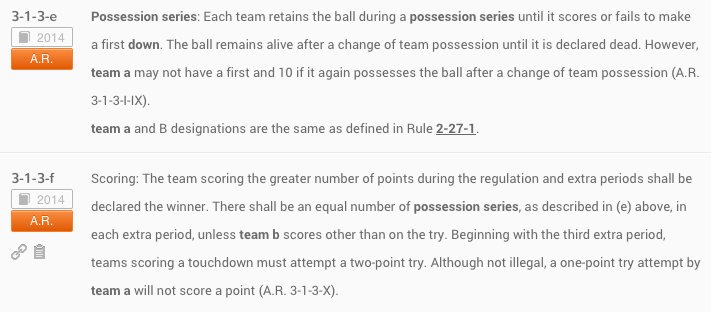 3-1-3-e
2014
A.R.
Possession series: Each team retains the ball during a possession series until it scores or fails to make
a first down. The ball remains alive after a change of team possession until it is declared dead. However,
team a may not have a first and 10 if it again possesses the ball after a change of team possession (A.R.
3-1-3-I-IX).
team a and B designations are the same as defined in Rule 2-27-1.
3-1-3-f
2014
A.R.
Scoring: The team scoring the greater number of points during the regulation and extra periods shall be
declared the winner. There shall be an equal number of possession series, as described in (e) above, in
each extra period, unless team b scores other than on the try. Beginning with the third extra period,
teams scoring a touchdown must attempt a two-point try. Although not illegal, a one-point try attempt by
team a will not score a point (A.R. 3-1-3-X).